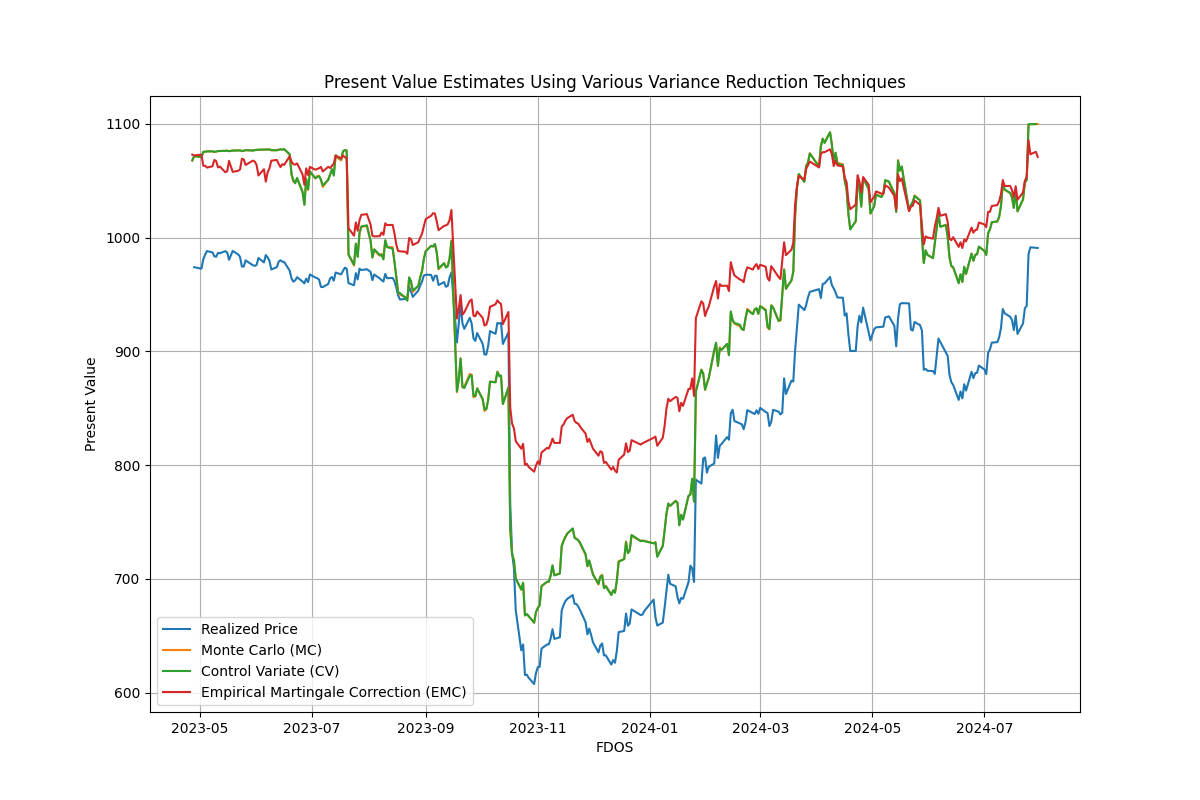 Present Value Estimates Using Various Variance Reduction Techniques
1100
1000
900
800
700
600
Present Value
Realized Price
Monte Carlo (MC)
Control Variate (CV)
Empirical Martingale Correction (EMC)
2023-05 2023-07 2023-09 2023-11 2024-01 2024-03 2024-05 2024-07
FDOS